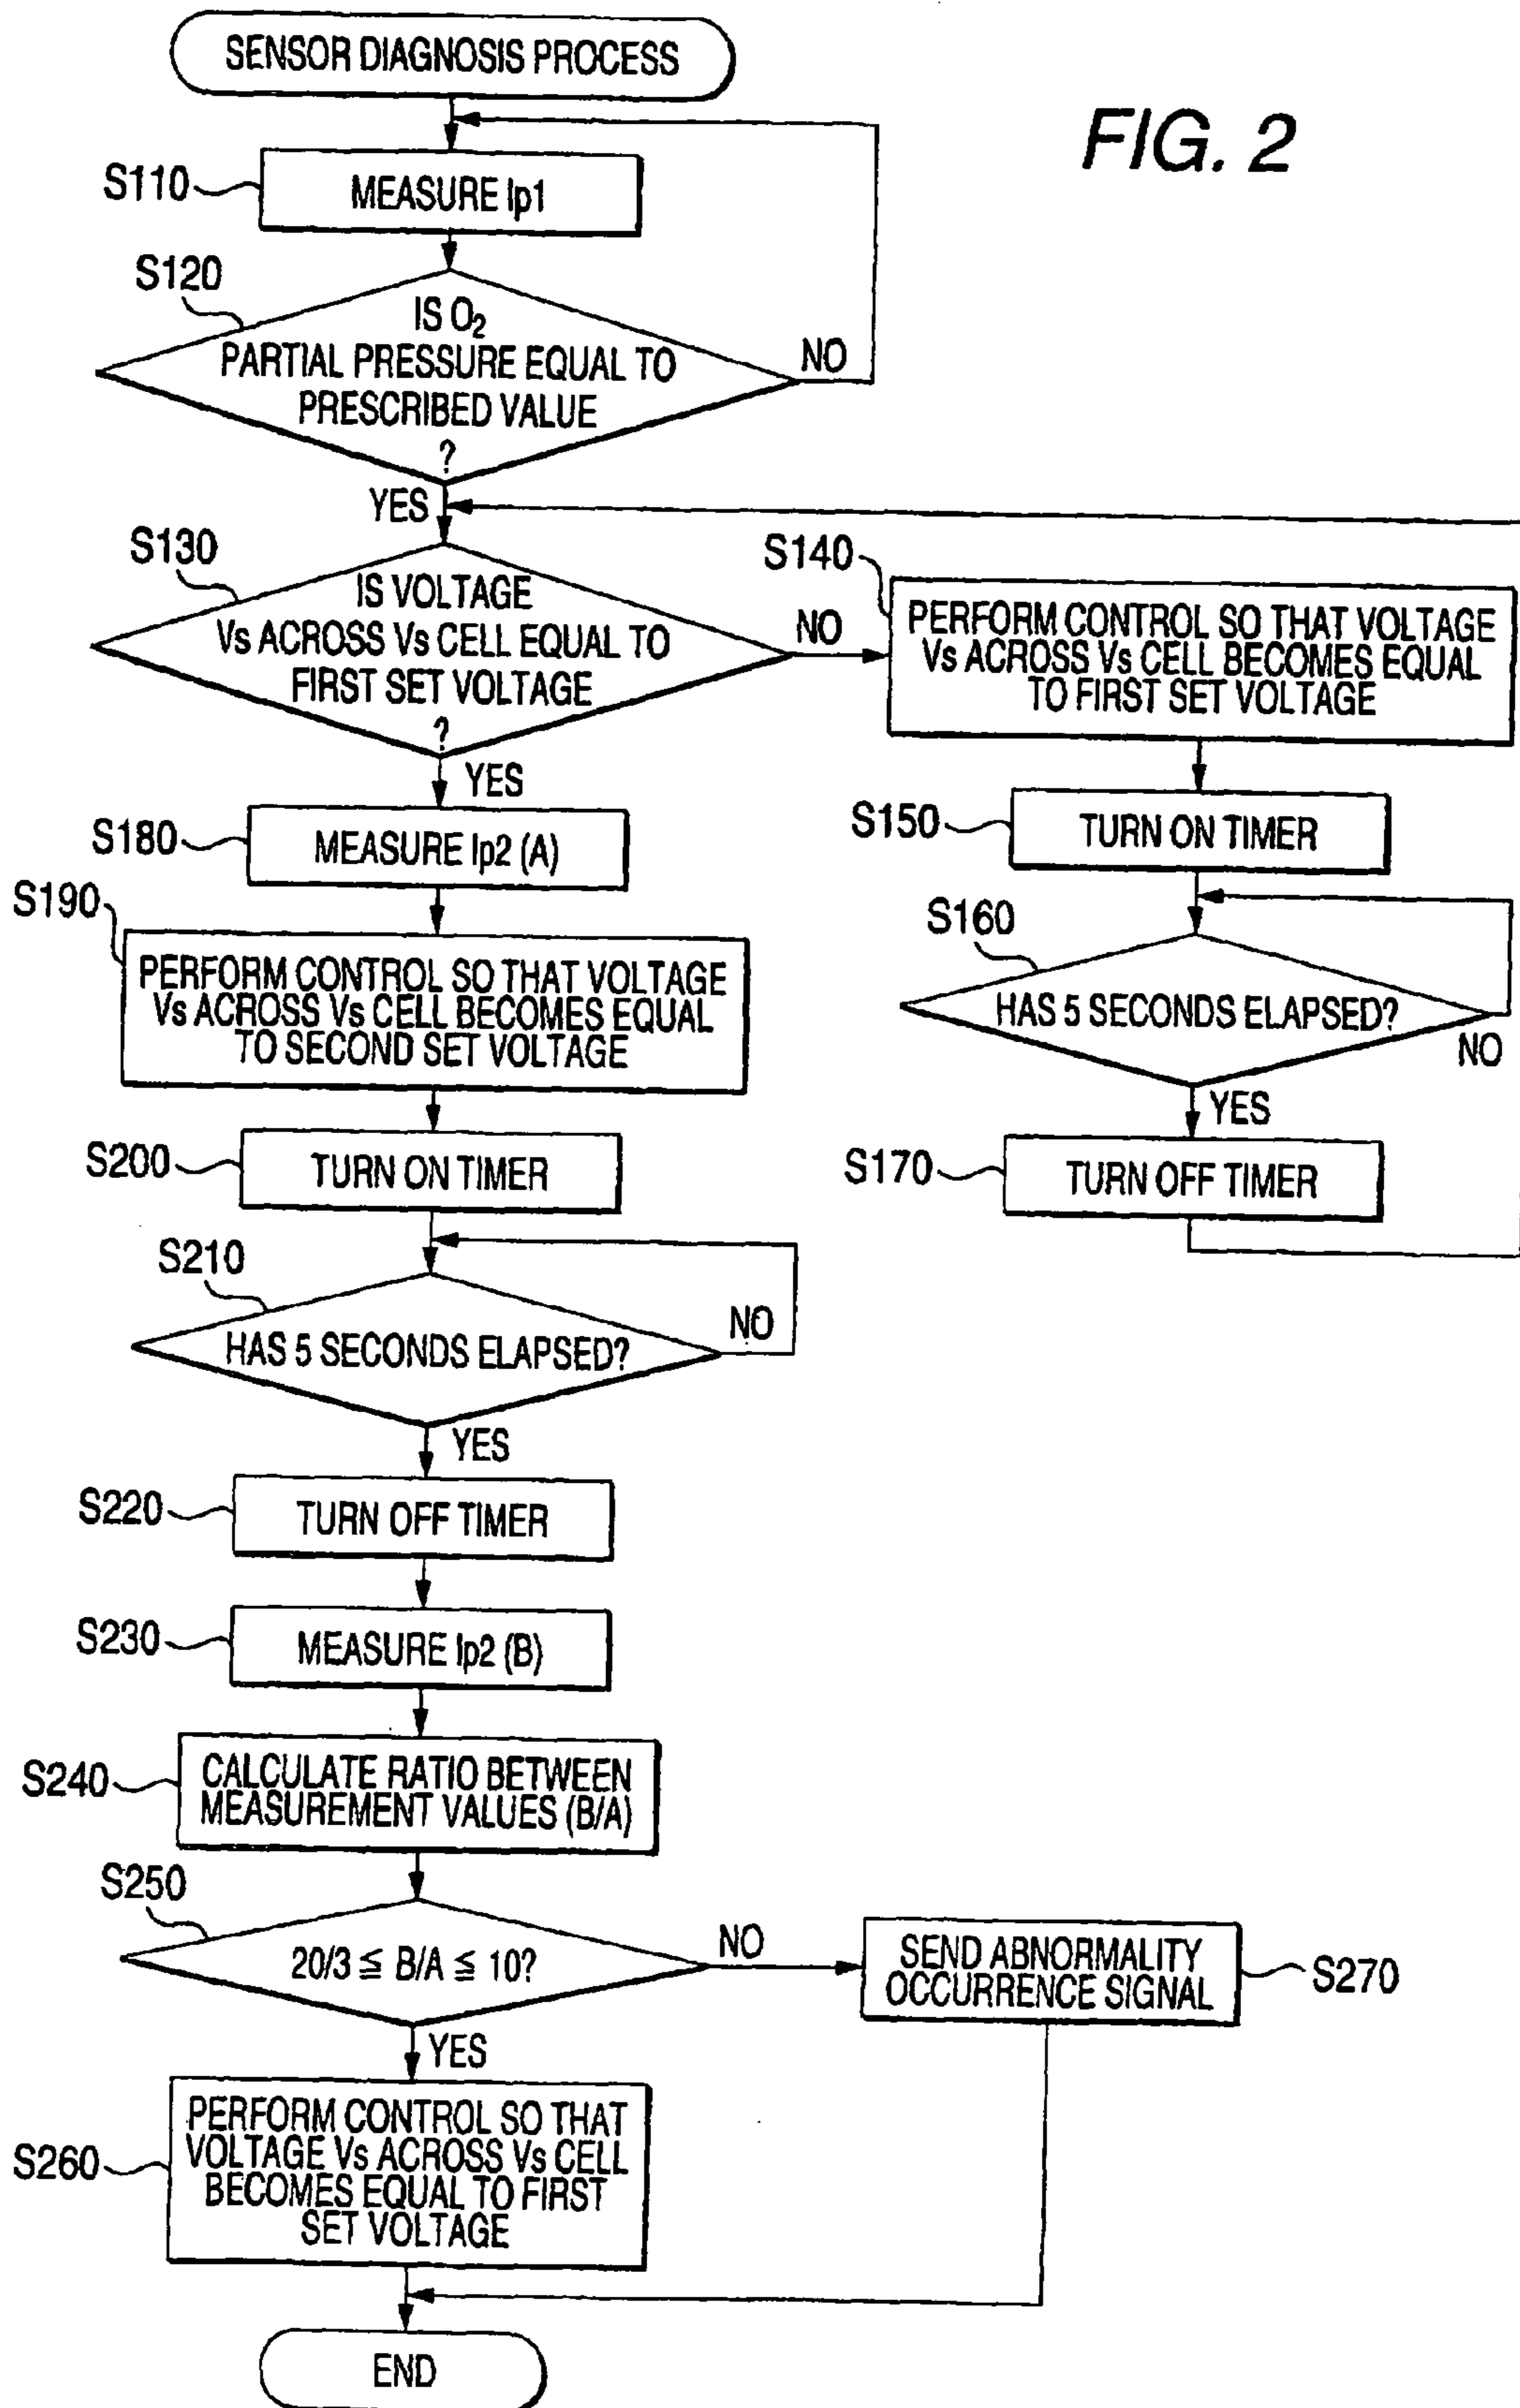 SENSOR DIAGNOSIS PROCESS
FIG. 2
S110
MEASURE Ip1
S120
IS O₂
PARTIAL PRESSURE EQUAL TO
PRESCRIBED VALUE
?
NO
YES
S130
IS VOLTAGE
Vs ACROSS Vs CELL EQUAL TO
FIRST SET VOLTAGE
?
NO
S140
PERFORM CONTROL SO THAT VOLTAGE
Vs ACROSS Vs CELL BECOMES EQUAL
TO FIRST SET VOLTAGE
S150
TURN ON TIMER
S160
HAS 5 SECONDS ELAPSED?
NO
YES
S170
TURN OFF TIMER
YES
S180
MEASURE Ip2 (A)
S190
PERFORM CONTROL SO THAT VOLTAGE
Vs ACROSS Vs CELL BECOMES EQUAL
TO SECOND SET VOLTAGE
S200
TURN ON TIMER
S210
HAS 5 SECONDS ELAPSED?
NO
YES
S220
TURN OFF TIMER
S230
MEASURE Ip2 (B)
S240
CALCULATE RATIO BETWEEN
MEASUREMENT VALUES (B/A)
S250
20/3 ≦ B/A ≦ 10?
NO
SEND ABNORMALITY
OCCURRENCE SIGNAL
S270
YES
S260
PERFORM CONTROL SO THAT
VOLTAGE Vs ACROSS Vs CELL
BECOMES EQUAL TO FIRST
SET VOLTAGE
END